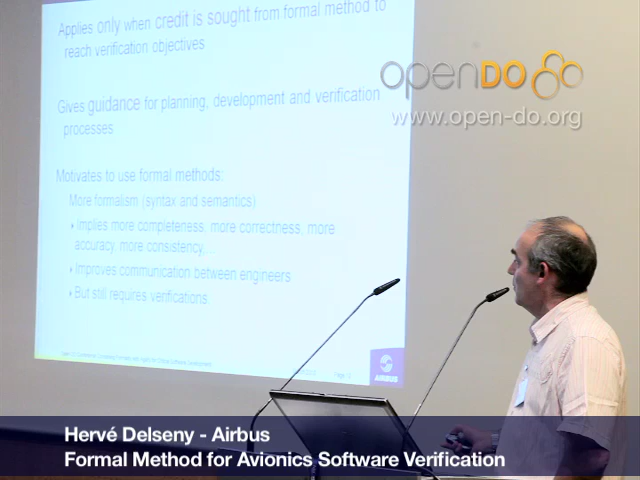 Applies only when credit is sought from formal method to
reach verification objectives
openDO
www.open-do.org
Gives guidance for planning, development and verification
processes
Motivates to use formal methods:
More formalism (syntax and semantics)
Implies more completeness, more correctness, more
accuracy, more consistency,...
Improves communication between engineers
But still requires verifications
Page
AIRBUS
Hervé Delseny - Airbus
Formal Method for Avionics Software Verification